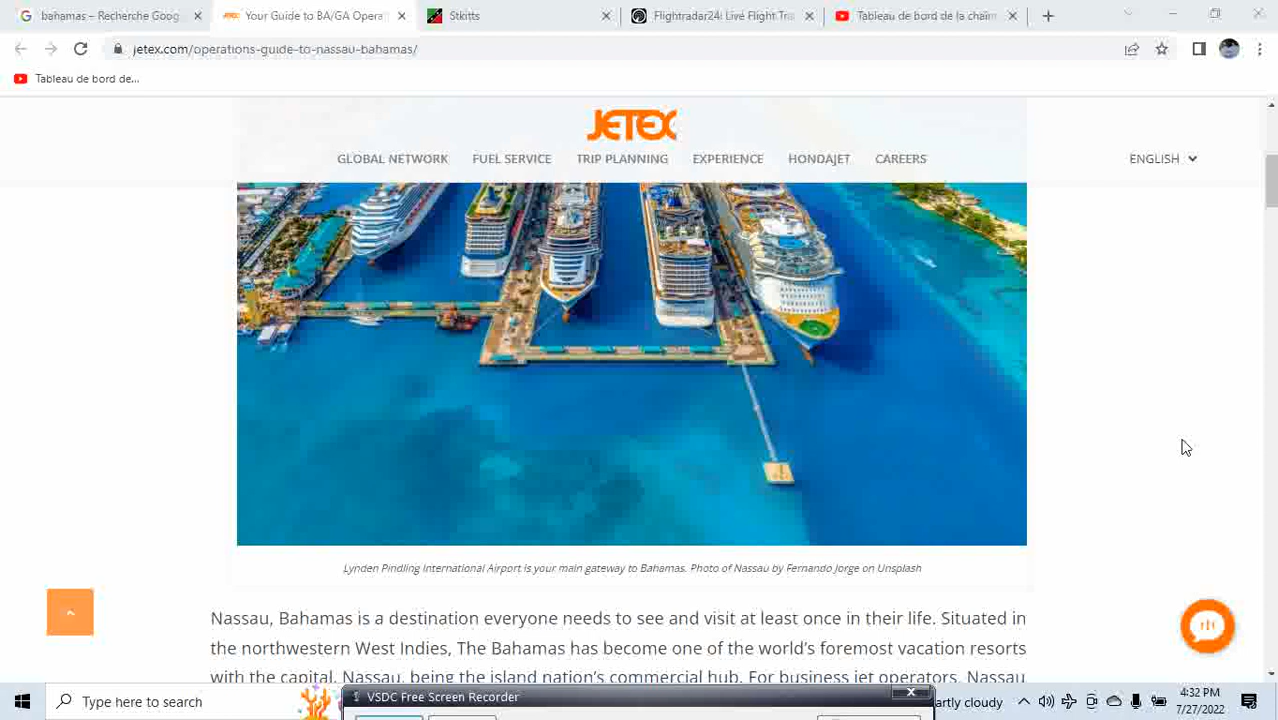 bahamas – Recherche Goog
Your Guide to BA/GA Opera
Stkitts
Flightradar24: Live Flight Tra
Tableau de bord de la chaîn
jetex.com/operations-guide-to-nassau-bahamas/
Tableau de bord de...
JETEX
GLOBAL NETWORK FUEL SERVICE TRIP PLANNING EXPERIENCE HONDAJET CAREERS
ENGLISH
Lynden Pindling International Airport is your main gateway to Bahamas. Photo of Nassau by Fernando Jorge on Unsplash
Nassau, Bahamas is a destination everyone needs to see and visit at least once in their life. Situated in
the northwestern West Indies, The Bahamas has become one of the world's foremost vacation resorts
with the capital, Nassau, being the island nation's commercial hub. For business jet operators, Nassau
VSDC Free Screen Recorder
Type here to search
artly cloudy
4:32 PM
7/27/2022